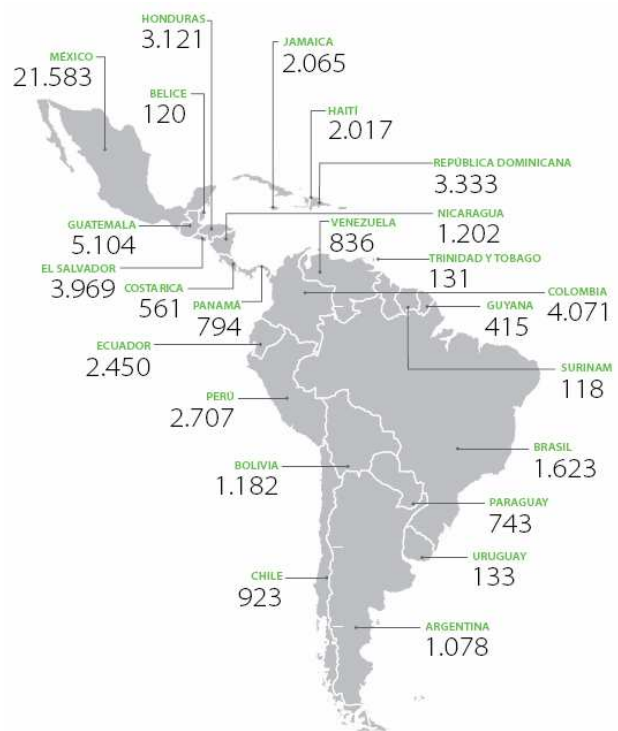 HONDURAS
3.121
JAMAICA
2.065
MÉXICO
21.583
BELICE
120
HAITÍ
2.017
REPÚBLICA DOMINICANA
3.333
GUATEMALA
5.104
VENEZUELA
836
NICARAGUA
1.202
EL SALVADOR
3.969
COSTA RICA
561
PANAMÁ
794
TRINIDAD Y TOBAGO
131
COLOMBIA
4.071
GUYANA
415
ECUADOR
2.450
SURINAM
118
PERÚ
2.707
BRASIL
1.623
BOLIVIA
1.182
PARAGUAY
743
URUGUAY
133
CHILE
923
ARGENTINA
1.078